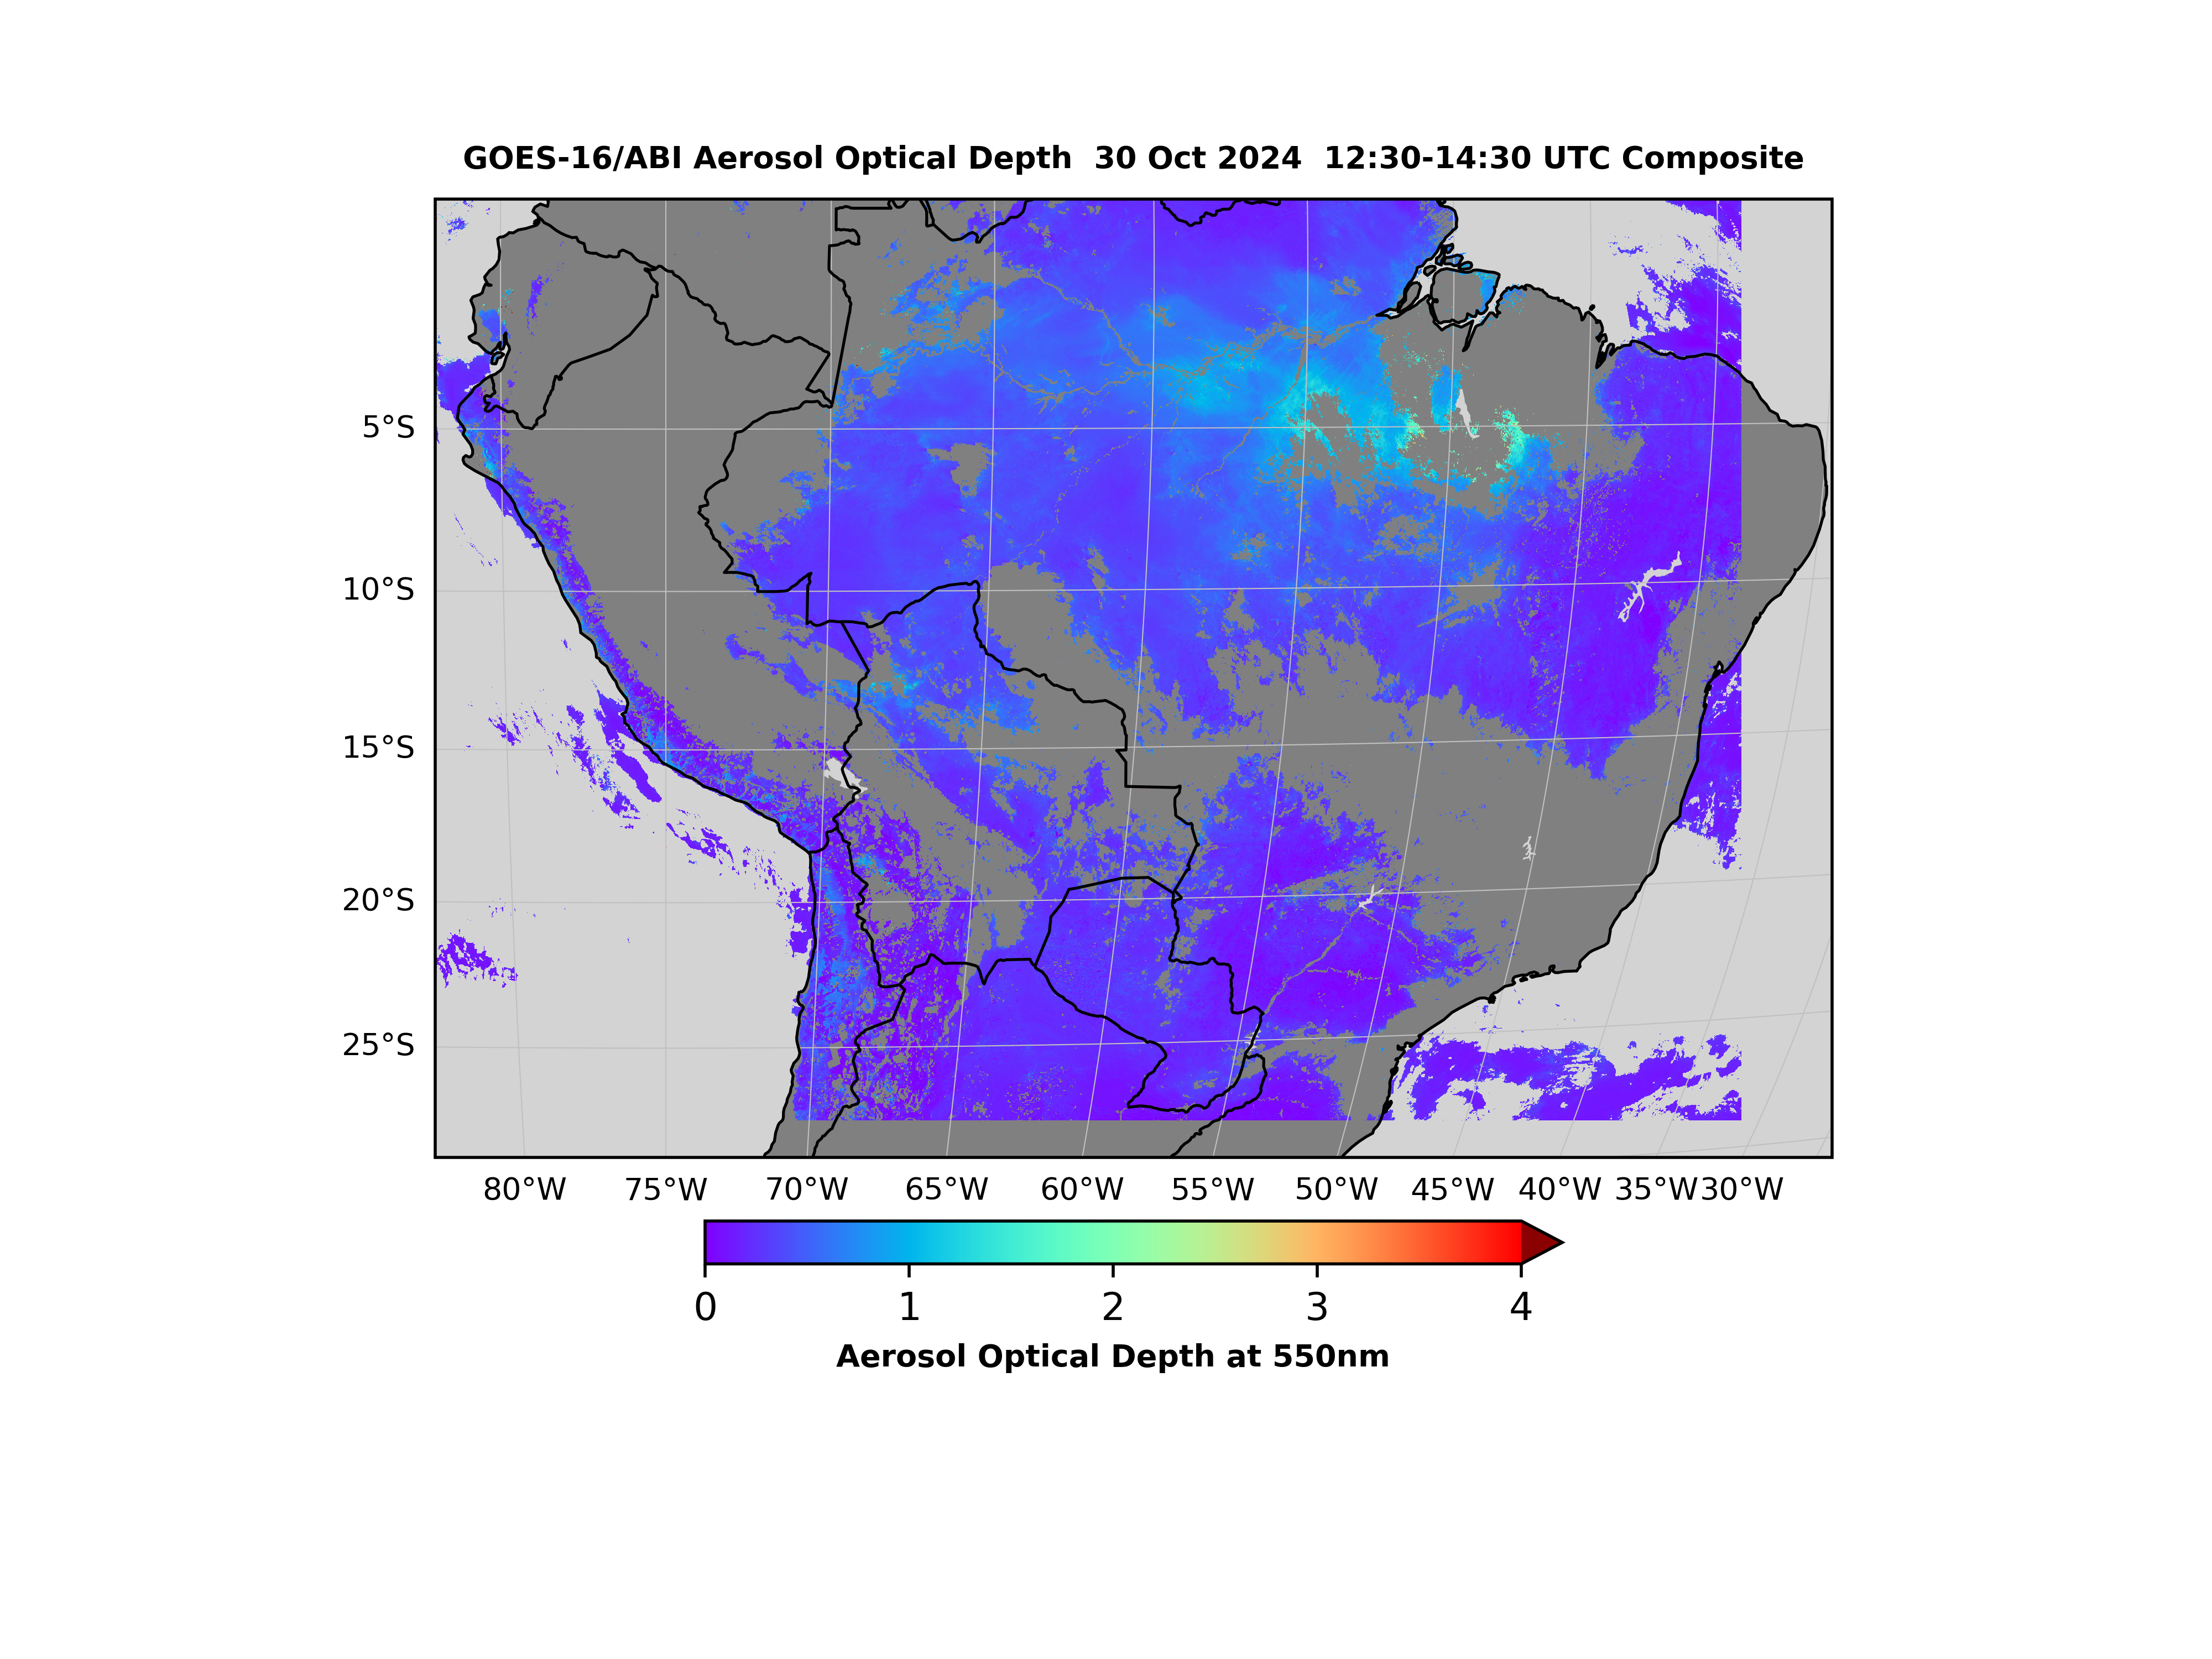 GOES-16/ABI Aerosol Optical Depth  30 Oct 2024  12:30-14:30 UTC Composite
5°S
10°S
15°S
20°S
25°S
80°W 75°W 70°W 65°W 60°W 55°W 50°W 45°W 40°W 35°W 30°W
0 1 2 3 4
Aerosol Optical Depth at 550nm